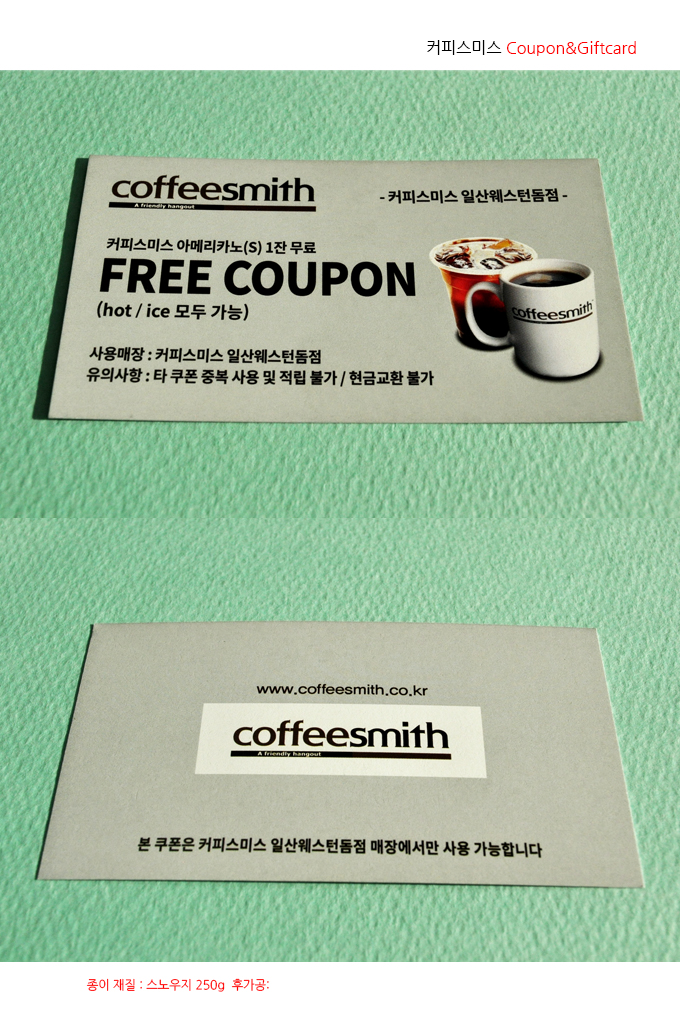 커피스미스 Coupon&Giftcard
coffeesmith
A friendly hangout
- 커피스미스 일산웨스턴돔점 -
커피스미스 아메리카노(S) 1잔 무료
FREE COUPON
(hot / ice 모두 가능)
coffeesmith
사용매장 : 커피스미스 일산웨스턴돔점
유의사항 : 타 쿠폰 중복 사용 및 적립 불가 / 현금교환 불가
www.coffeesmith.co.kr
coffeesmith
A friendly hangout
본 쿠폰은 커피스미스 일산웨스턴돔점 매장에서만 사용 가능합니다
종이 재질 : 스노우지 250g 후가공: